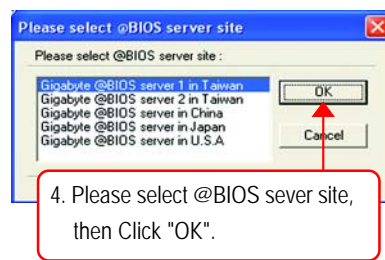 Please select @BIOS server site
Please select @BIOS server site :
Gigabyte @BIOS server 1 in Taiwan
Gigabyte @BIOS server 2 in Taiwan
Gigabyte @BIOS server in China
Gigabyte @BIOS server in Japan
Gigabyte @BIOS server in U.S.A
OK
Cancel
4. Please select @BIOS sever site,
then Click "OK".